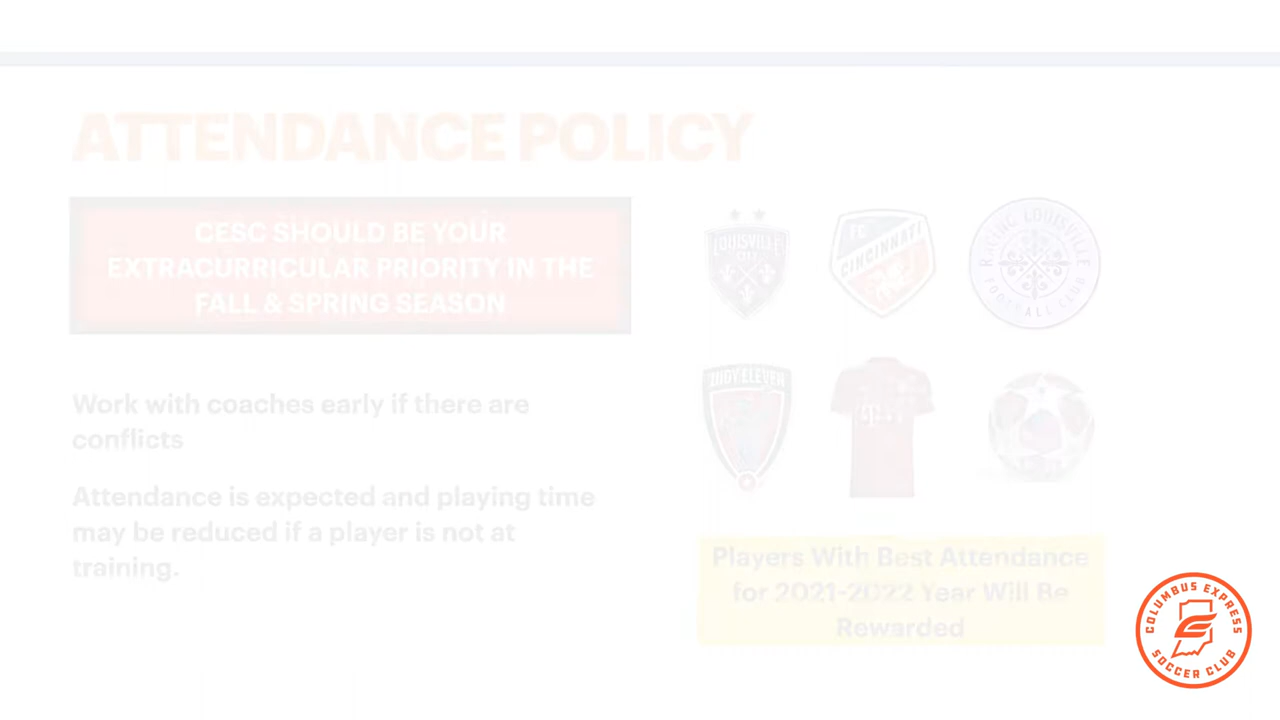 ATTENDANCE POLICY
CESC SHOULD BE YOUR
EXTRACURRICULAR PRIORITY IN THE
FALL & SPRING SEASON
Work with coaches early if there are
conflicts
Attendance is expected and playing time
may be reduced if a player is not at
training.
LOUISVILLE
CITY
FC
CINCINNATI
RACING LOUISVILLE
FOOTBALL CLUB
INDY ELEVEN
T
Players With Best Attendance
for 2021-2022 Year Will Be
Rewarded
COLUMBUS EXPRESS
SOCCER CLUB